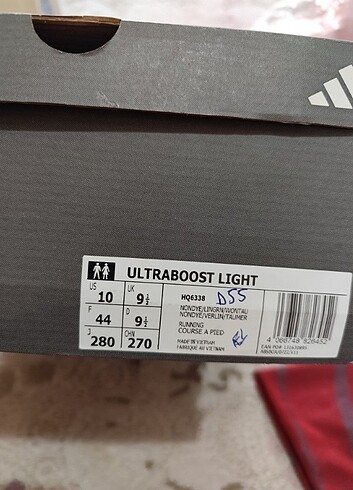 ULTRABOOST LIGHT
US 10 UK 9½
F 44 D 9½
J 280 CHN 270
HQ6338 D55
NONDYE/LINGRN/WONTAU
NONDYE/VERLIN/TAUMER
RUNNING
COURSE A PIED
MADE IN VIETNAM
FABRIQUE AU VIETNAM
4 066748 826452